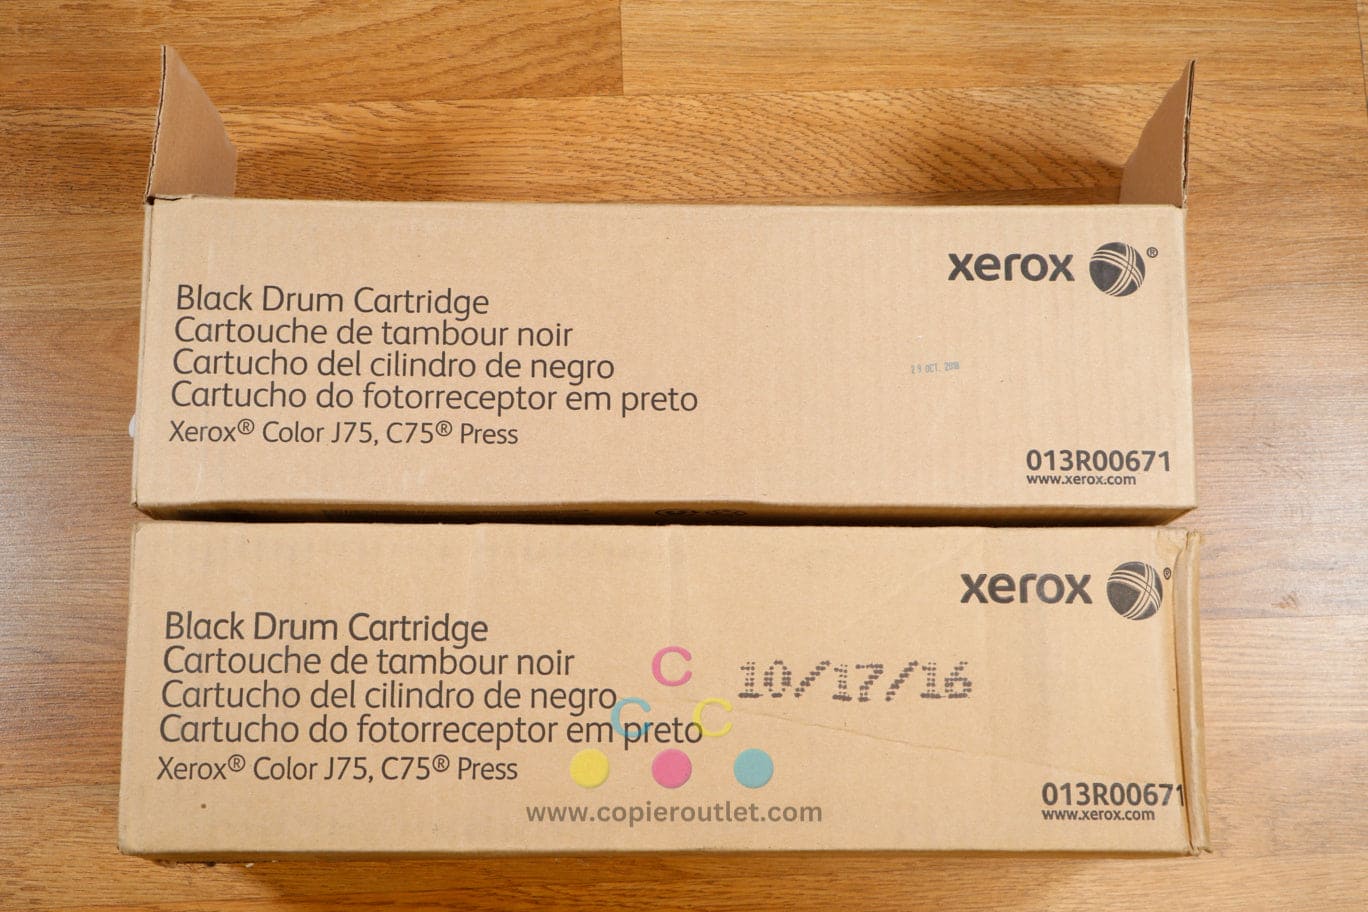 xerox ®
Black Drum Cartridge
Cartouche de tambour noir
Cartucho del cilindro de negro
Cartucho do fotorreceptor em preto
Xerox® Color J75, C75® Press
OCT.
013R00671
www.xerox.com
xerox ®
Black Drum Cartridge
Cartouche de tambour noir
Cartucho del cilindro de negro
Cartucho do fotorreceptor em preto
Xerox® Color J75, C75® Press
10/17/16
C
C C
013R00671
www.xerox.com
www.copieroutlet.com